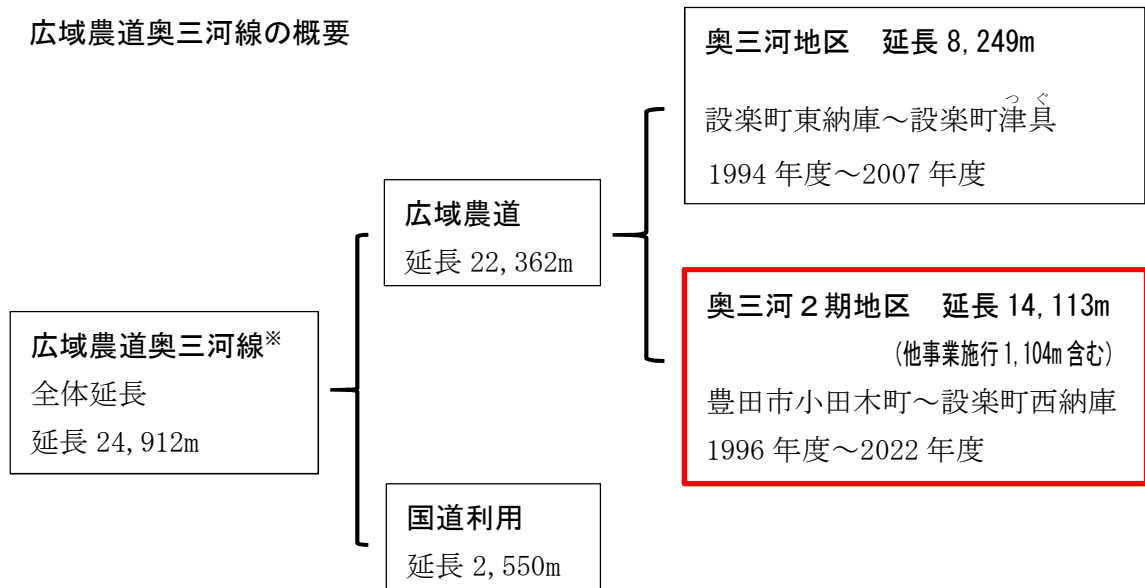 広域農道奥三河線の概要
奥三河地区　延長 8,249m
つ ぐ
設楽町東納庫～設楽町津具
1994 年度～2007 年度
広域農道
延長 22,362m
奥三河２期地区　延長 14,113m
(他事業施行 1,104m 含む)
豊田市小田木町～設楽町西納庫
1996 年度～2022 年度
広域農道奥三河線※
全体延長
延長 24,912m
国道利用
延長 2,550m